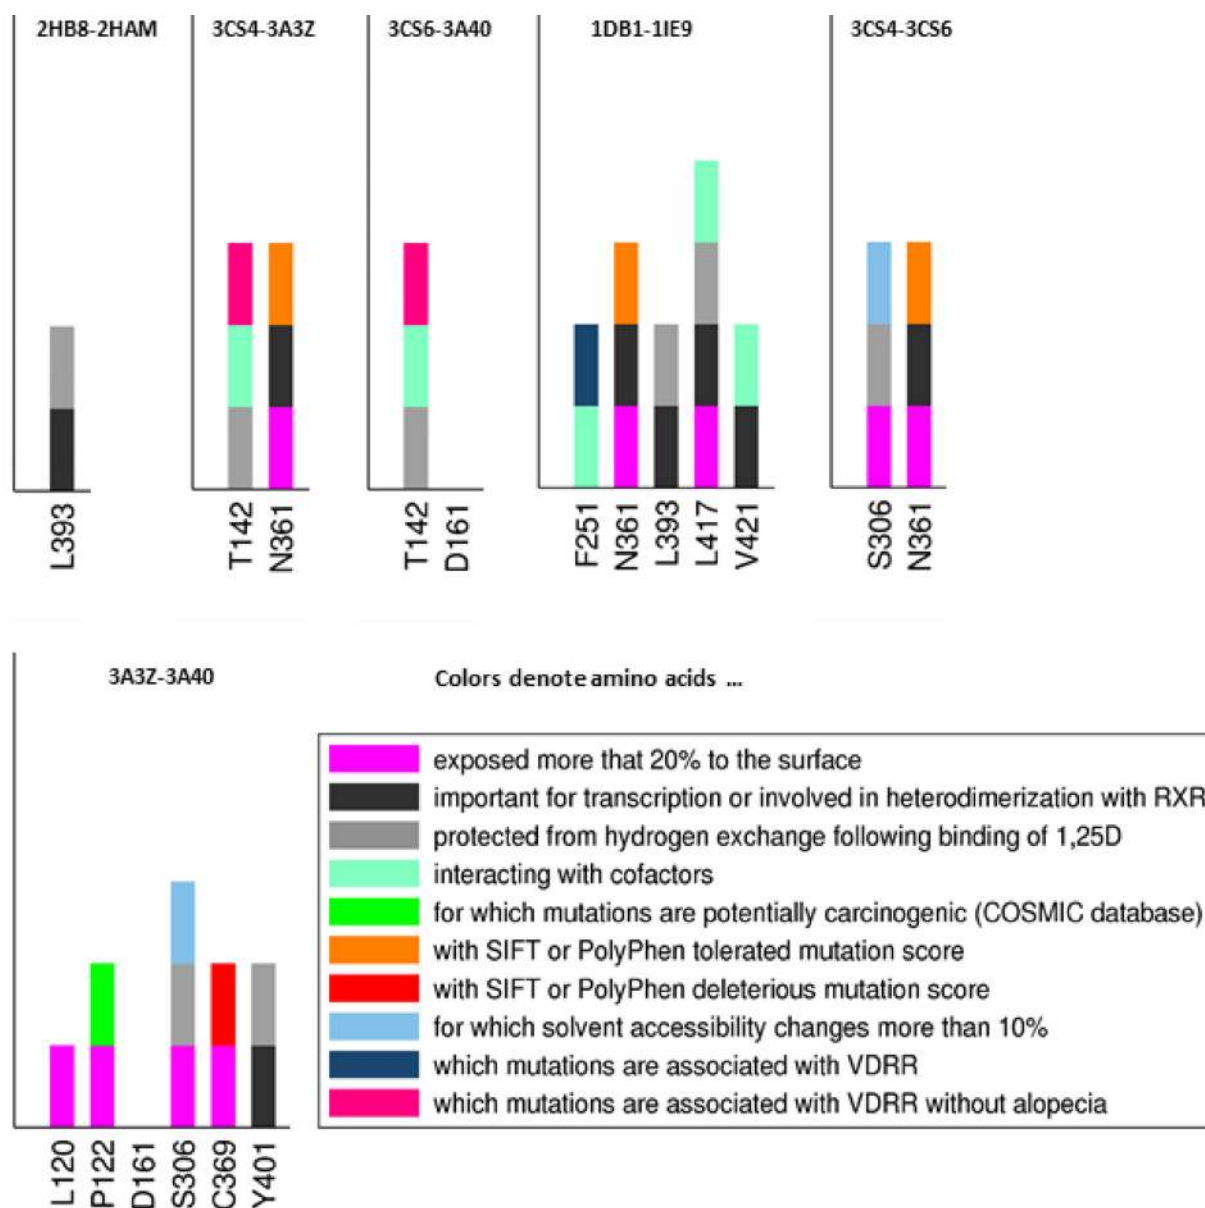 2HB8-2HAM
3CS4-3A3Z
3CS6-3A40
1DB1-1IE9
3CS4-3CS6
L393
T142
N361
T142
D161
F251
N361
L393
L417
V421
S306
N361
3A3Z-3A40
Colors denote amino acids ...
exposed more that 20% to the surface
important for transcription or involved in heterodimerization with RXR
protected from hydrogen exchange following binding of 1,25D
interacting with cofactors
for which mutations are potentially carcinogenic (COSMIC database)
with SIFT or PolyPhen tolerated mutation score
with SIFT or PolyPhen deleterious mutation score
for which solvent accessibility changes more than 10%
which mutations are associated with VDRR
which mutations are associated with VDRR without alopecia
L120
P122
D161
S306
C369
Y401